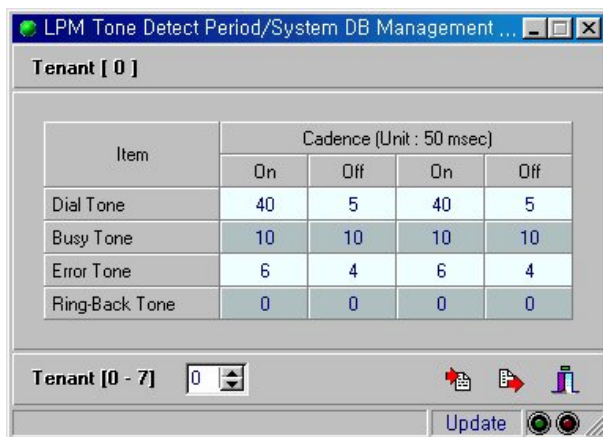 LPM Tone Detect Period/System DB Management ...
Tenant [ 0 ]
Item Cadence (Unit : 50 msec)
On Off On Off
Dial Tone 40 5 40 5
Busy Tone 10 10 10 10
Error Tone 6 4 6 4
Ring-Back Tone 0 0 0 0
Tenant [0 - 7] 0
Update